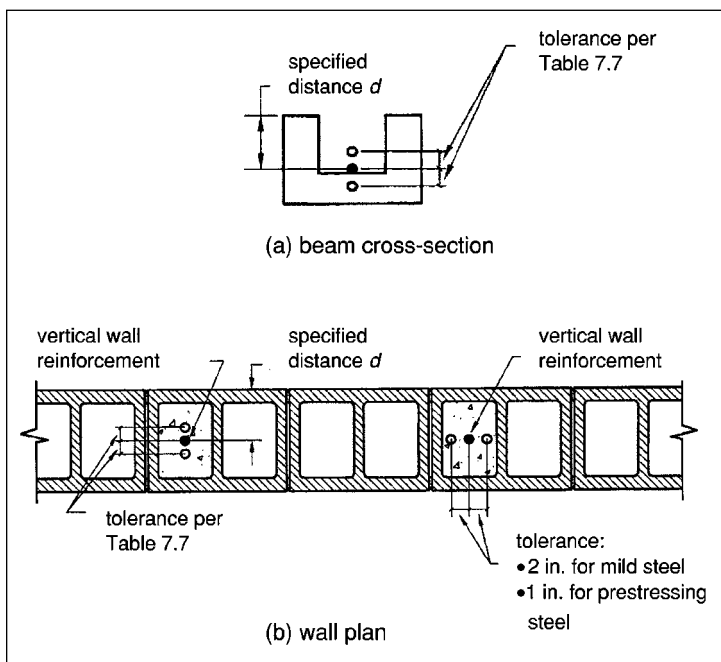 tolerance per
Table 7.7
specified
distance d
(a) beam cross-section
vertical wall
reinforcement
specified
distance d
vertical wall
reinforcement
tolerance per
Table 7.7
tolerance:
•2 in. for mild steel
•1 in. for prestressing
steel
(b) wall plan